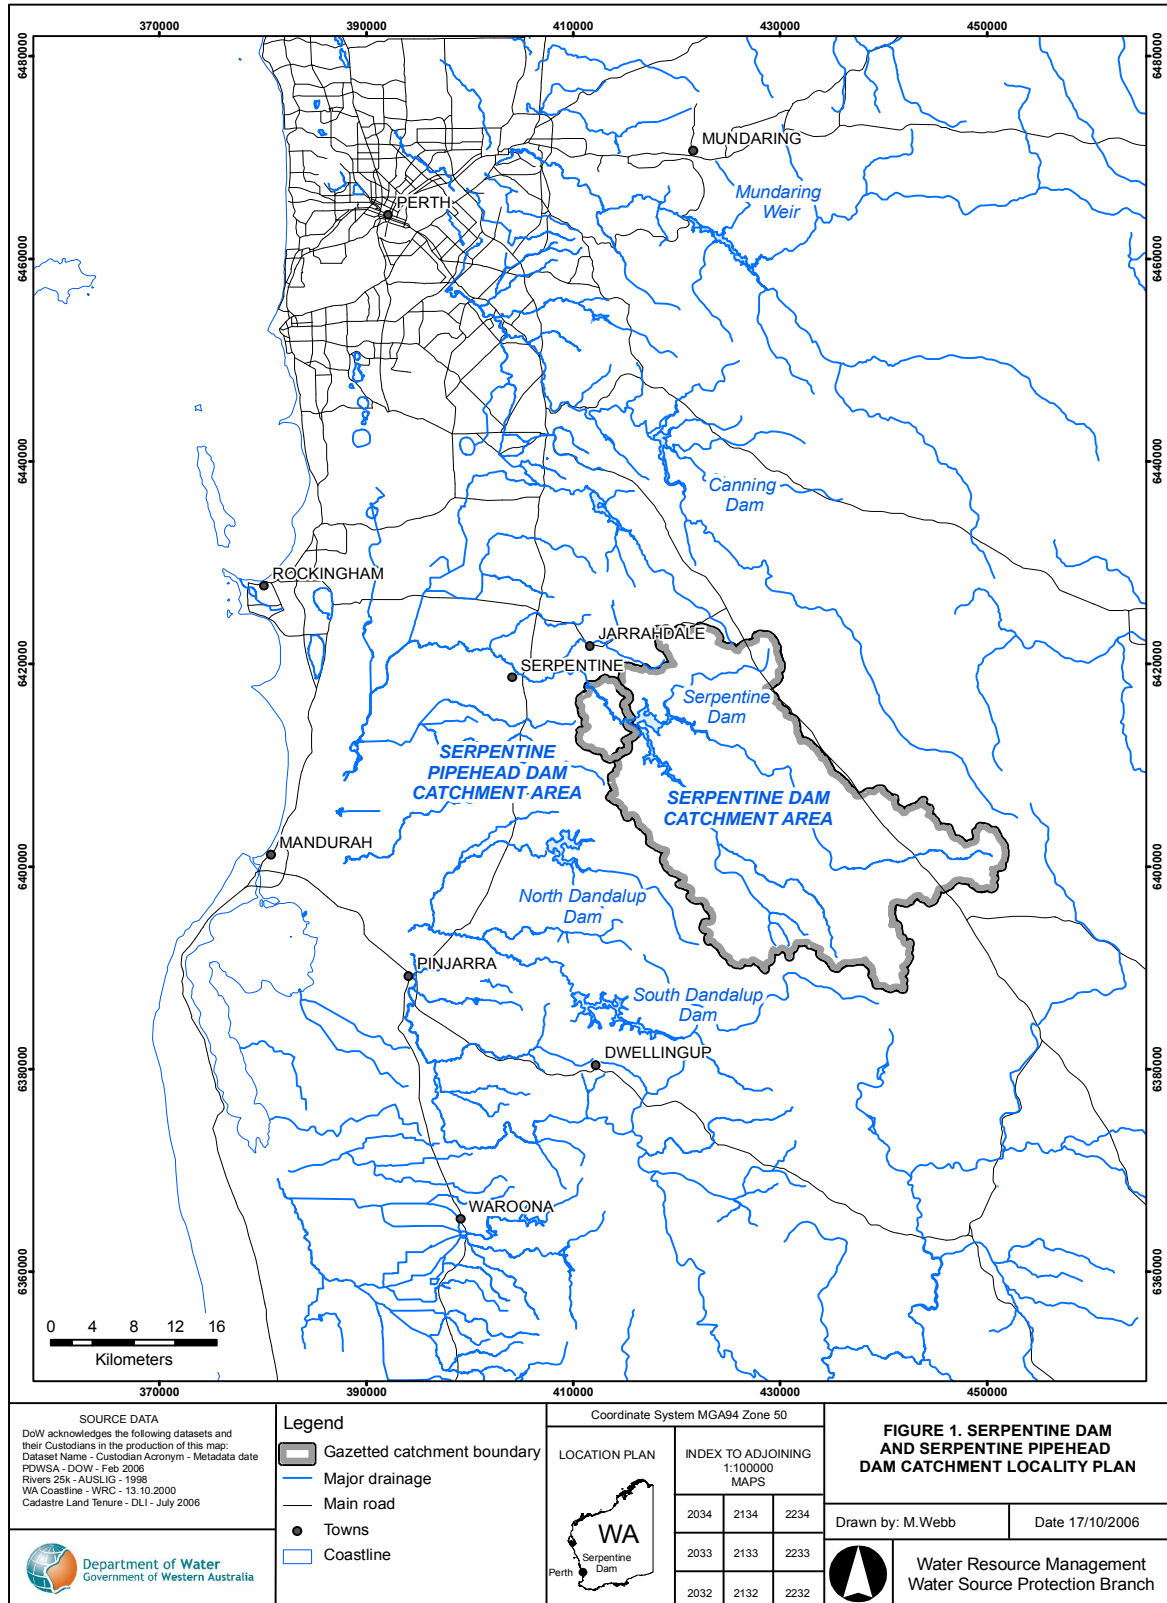 370000
390000
410000
430000
450000
6480000
6480000
MUNDARING
Mundaring
Weir
PERTH
6460000
6460000
6440000
6440000
Canning
Dam
ROCKINGHAM
JARRAHDALE
SERPENTINE
6420000
6420000
Serpentine
Dam
SERPENTINE
PIPEHEAD DAM
CATCHMENT AREA
SERPENTINE DAM
CATCHMENT AREA
MANDURAH
6400000
6400000
North Dandalup
Dam
PINJARRA
South Dandalup
Dam
DWELLINGUP
6380000
6380000
WAROONA
6360000
6360000
0 4 8 12 16
Kilometers
370000
390000
410000
430000
450000
SOURCE DATA
DoW acknowledges the following datasets and
their Custodians in the production of this map:
Dataset Name - Custodian Acronym - Metadata date
PDWSA - DOW - Feb 2006
Rivers 25k - AUSLIG - 1998
WA Coastline - WRC - 13.10.2000
Cadastre Land Tenure - DLI - July 2006
Department of Water
Government of Western Australia
Legend
Gazetted catchment boundary
Major drainage
Main road
Towns
Coastline
Coordinate System MGA94 Zone 50
LOCATION PLAN
WA
Serpentine
Dam
Perth
INDEX TO ADJOINING
1:100000
MAPS
2034 2134 2234
2033 2133 2233
2032 2132 2232
FIGURE 1. SERPENTINE DAM
AND SERPENTINE PIPEHEAD
DAM CATCHMENT LOCALITY PLAN
Drawn by: M.Webb
Date 17/10/2006
Water Resource Management
Water Source Protection Branch